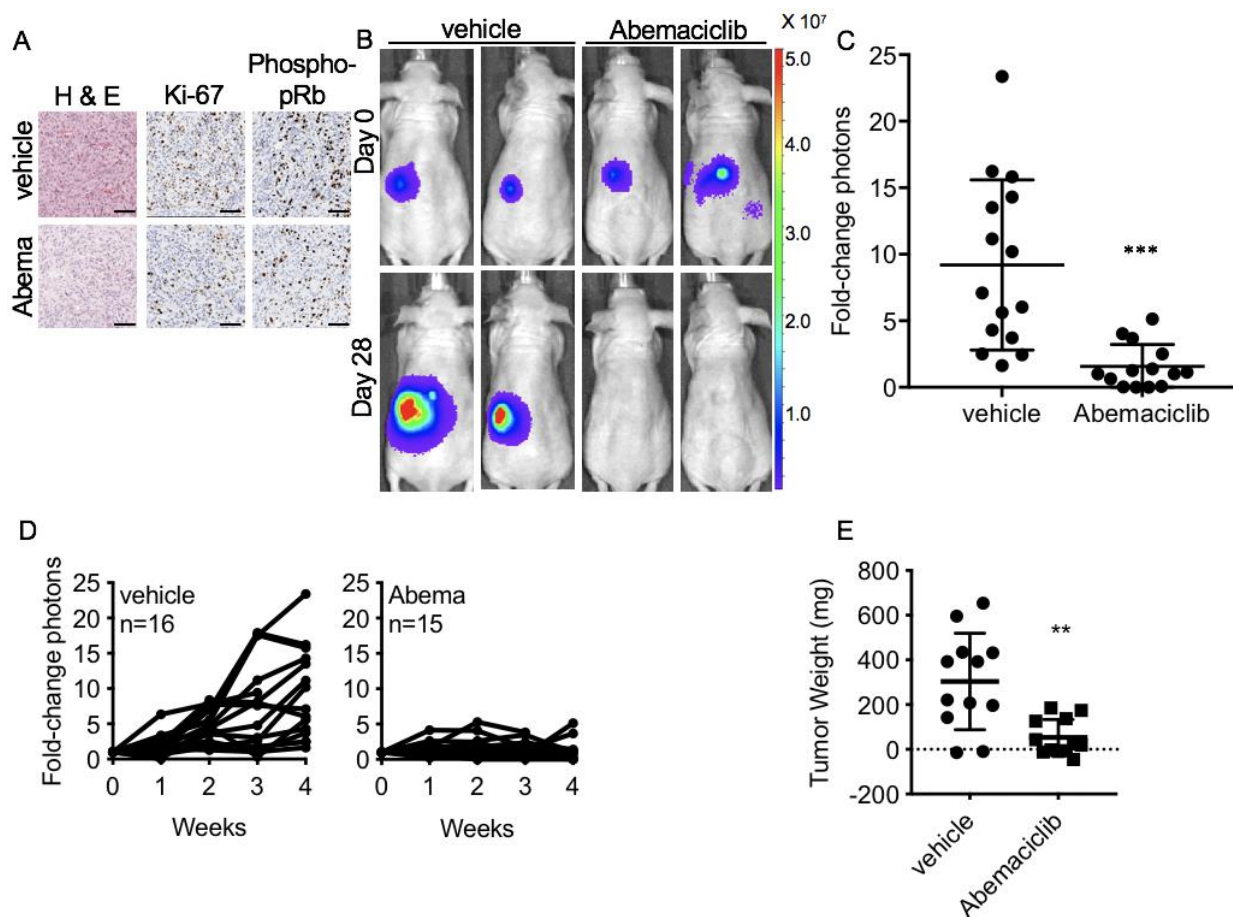 A
H & E
Ki-67
Phospho-
pRb
vehicle
Abema
B
vehicle
Abemaciclib
Day 0
Day 28
X 10⁷
5.0
4.0
3.0
2.0
1.0
C
Fold-change photons
25
20
15
10
5
0
***
vehicle
Abemaciclib
D
Fold-change photons
25
20
15
10
5
0
vehicle
n=16
0 1 2 3 4
Weeks
25
20
15
10
5
0
Abema
n=15
0 1 2 3 4
Weeks
E
Tumor Weight (mg)
800
600
400
200
0
-200
**
vehicle
Abemaciclib